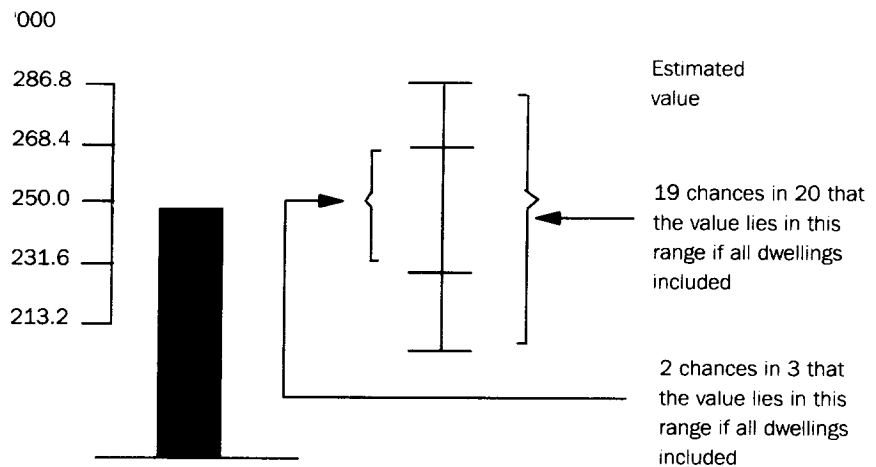 '000
286.8
268.4
250.0
231.6
213.2
Estimated
value
19 chances in 20 that
the value lies in this
range if all dwellings
included
2 chances in 3 that
the value lies in this
range if all dwellings
included